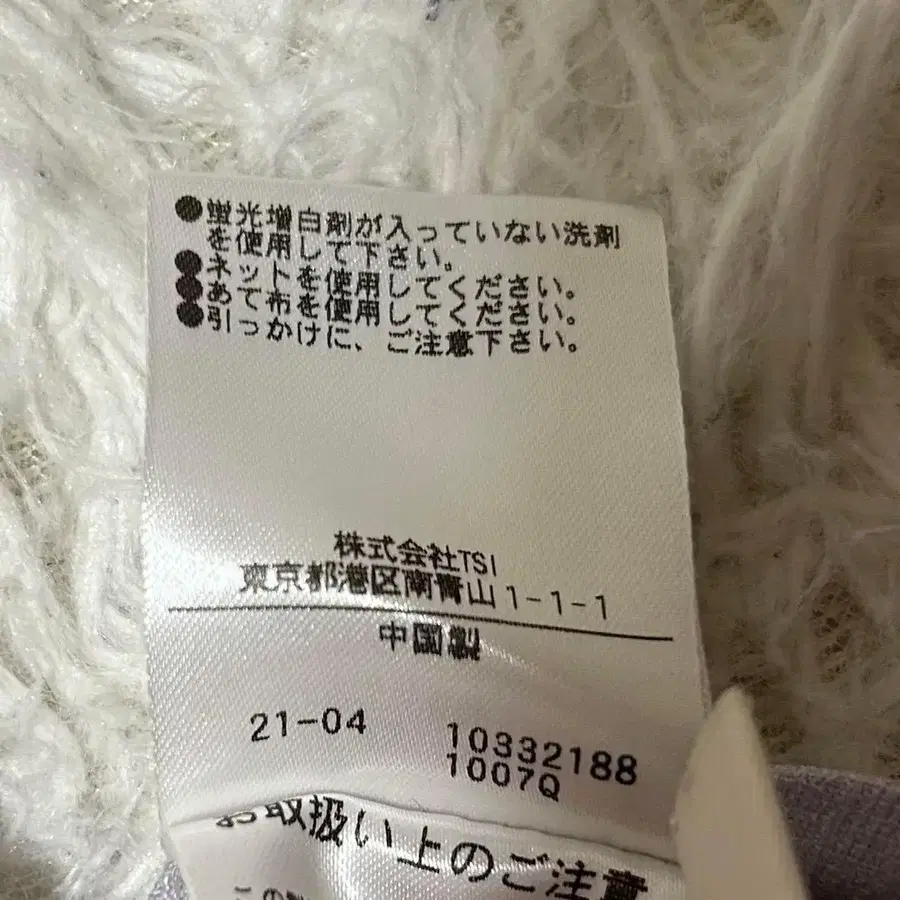 ●蛍光増白剤が入っていない洗剤
を使用して下さい。
●ネットを使用してください。
●あて布を使用してください。
●引っかけに、ご注意下さい。
株式会社TSI
東京都港区南青山1-1-1
中国製
21-04
10332188
1007Q
お取扱い上のご注意
この